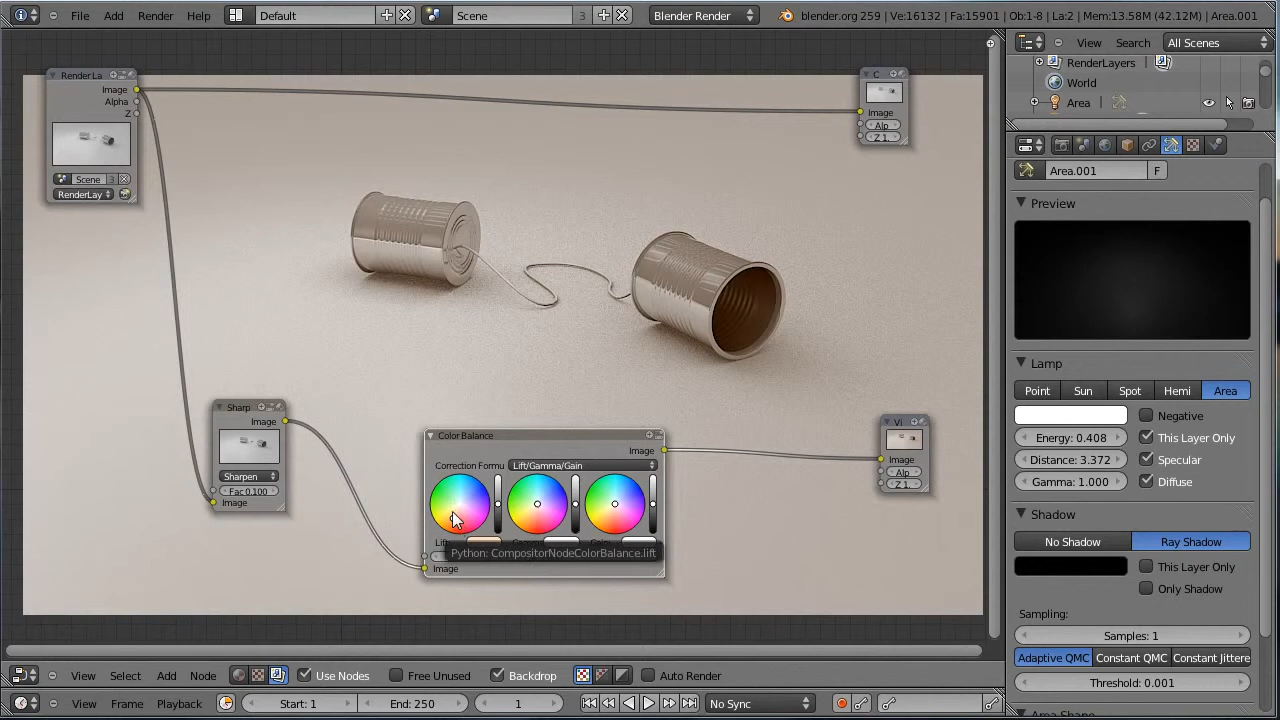 File Add Render Help Default Scene 3 Blender Render blender.org 259 | Ve:16132 | Fa:15901 | Ob:1-8 | La:2 | Mem:13.58M (42.12M) | Area.001
View Search All Scenes
RenderLayers
World
Area
Area.001 F
Preview
Lamp
Point Sun Spot Hemi Area
Negative
Energy: 0.408 This Layer Only
Distance: 3.372 Specular
Gamma: 1.000 Diffuse
Shadow
No Shadow Ray Shadow
This Layer Only
Only Shadow
Sampling:
Samples: 1
Adaptive QMC Constant QMC Constant Jittere
Threshold: 0.001
Area Shape
Render La
Image
Alpha
Z
Scene 3
RenderLay
C
Image
Alp
Z 1.
Sharp
Image
Sharpen
Fac 0.100
Image
Color Balance
Image
Correction Formu Lift/Gamma/Gain
Python: CompositorNodeColorBalance.lift
Image
Vi
Image
Alp
Z 1.
View Select Add Node Use Nodes Free Unused Backdrop Auto Render
View Frame Playback Start: 1 End: 250 1 No Sync